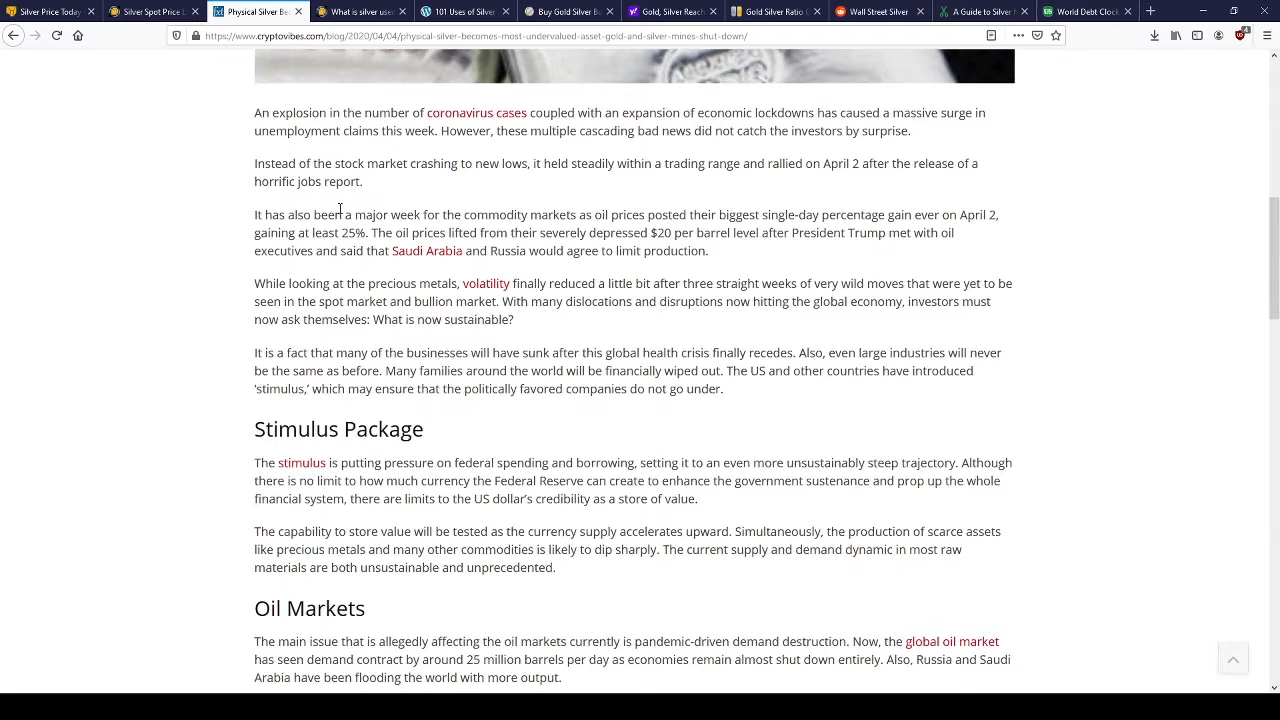 Silver Price Today
Silver Spot Price
Physical Silver Be
What is silver use
101 Uses of Silver
Buy Gold Silver Bu
Gold, Silver Reach
Gold Silver Ratio
Wall Street Silver
A Guide to Silver
World Debt Clock
https://www.cryptovibes.com/blog/2020/04/04/physical-silver-becomes-most-undervalued-asset-gold-and-silver-mines-shut-down/
An explosion in the number of coronavirus cases coupled with an expansion of economic lockdowns has caused a massive surge in
unemployment claims this week. However, these multiple cascading bad news did not catch the investors by surprise.
Instead of the stock market crashing to new lows, it held steadily within a trading range and rallied on April 2 after the release of a
horrific jobs report.
It has also been a major week for the commodity markets as oil prices posted their biggest single-day percentage gain ever on April 2,
gaining at least 25%. The oil prices lifted from their severely depressed $20 per barrel level after President Trump met with oil
executives and said that Saudi Arabia and Russia would agree to limit production.
While looking at the precious metals, volatility finally reduced a little bit after three straight weeks of very wild moves that were yet to be
seen in the spot market and bullion market. With many dislocations and disruptions now hitting the global economy, investors must
now ask themselves: What is now sustainable?
It is a fact that many of the businesses will have sunk after this global health crisis finally recedes. Also, even large industries will never
be the same as before. Many families around the world will be financially wiped out. The US and other countries have introduced
‘stimulus,’ which may ensure that the politically favored companies do not go under.
Stimulus Package
The stimulus is putting pressure on federal spending and borrowing, setting it to an even more unsustainably steep trajectory. Although
there is no limit to how much currency the Federal Reserve can create to enhance the government sustenance and prop up the whole
financial system, there are limits to the US dollar’s credibility as a store of value.
The capability to store value will be tested as the currency supply accelerates upward. Simultaneously, the production of scarce assets
like precious metals and many other commodities is likely to dip sharply. The current supply and demand dynamic in most raw
materials are both unsustainable and unprecedented.
Oil Markets
The main issue that is allegedly affecting the oil markets currently is pandemic-driven demand destruction. Now, the global oil market
has seen demand contract by around 25 million barrels per day as economies remain almost shut down entirely. Also, Russia and Saudi
Arabia have been flooding the world with more output.